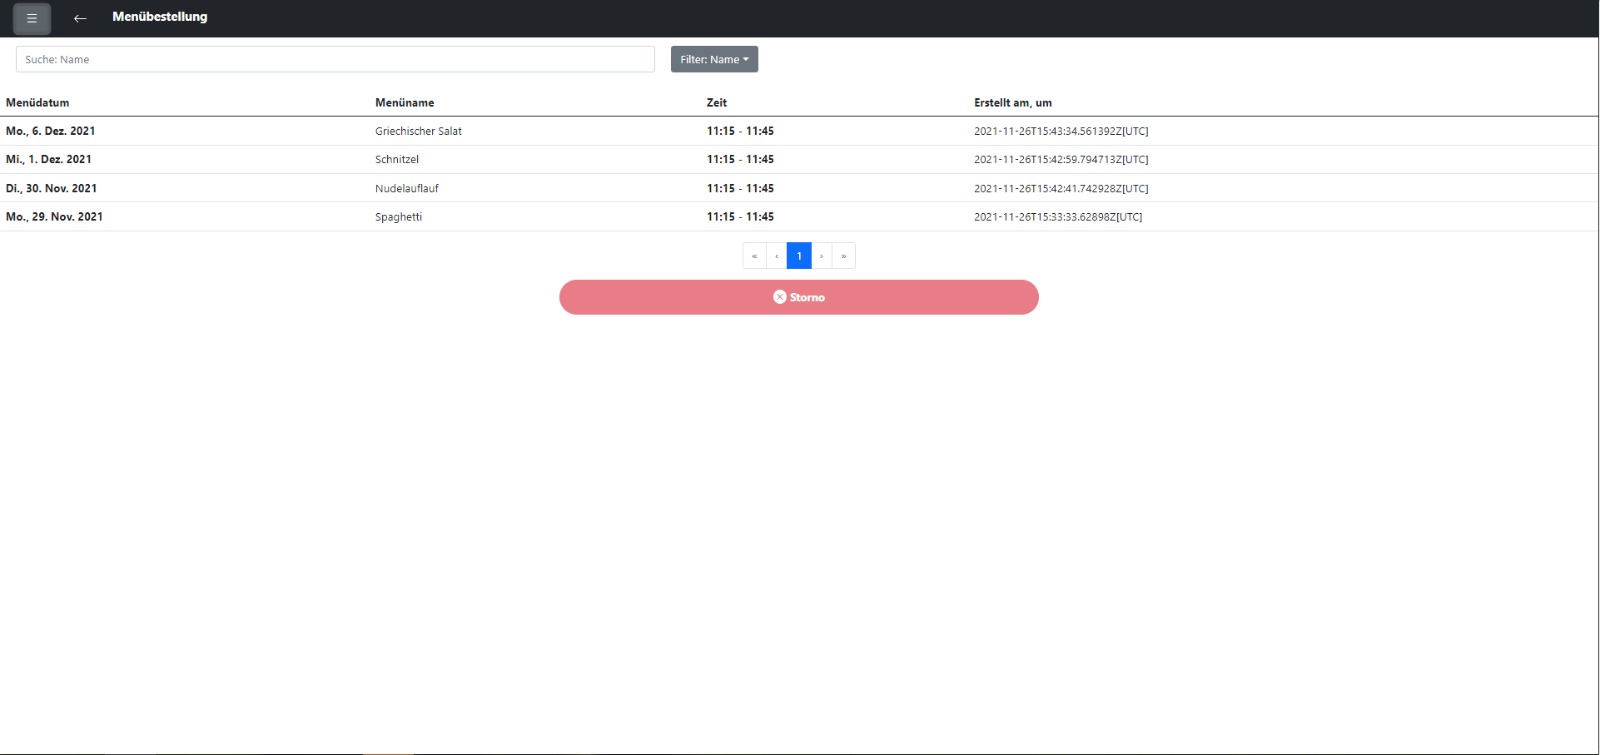 Menübestellung
Suche: Name
Filter: Name
Menüdatum Menüname Zeit Erstellt am, um
Mo., 6. Dez. 2021 Griechischer Salat 11:15 - 11:45 2021-11-26T15:43:34.561392Z[UTC]
Mi., 1. Dez. 2021 Schnitzel 11:15 - 11:45 2021-11-26T15:42:59.794713Z[UTC]
Di., 30. Nov. 2021 Nudelauflauf 11:15 - 11:45 2021-11-26T15:42:41.742928Z[UTC]
Mo., 29. Nov. 2021 Spaghetti 11:15 - 11:45 2021-11-26T15:33:33.62898Z[UTC]
« ‹ 1 › »
Storno